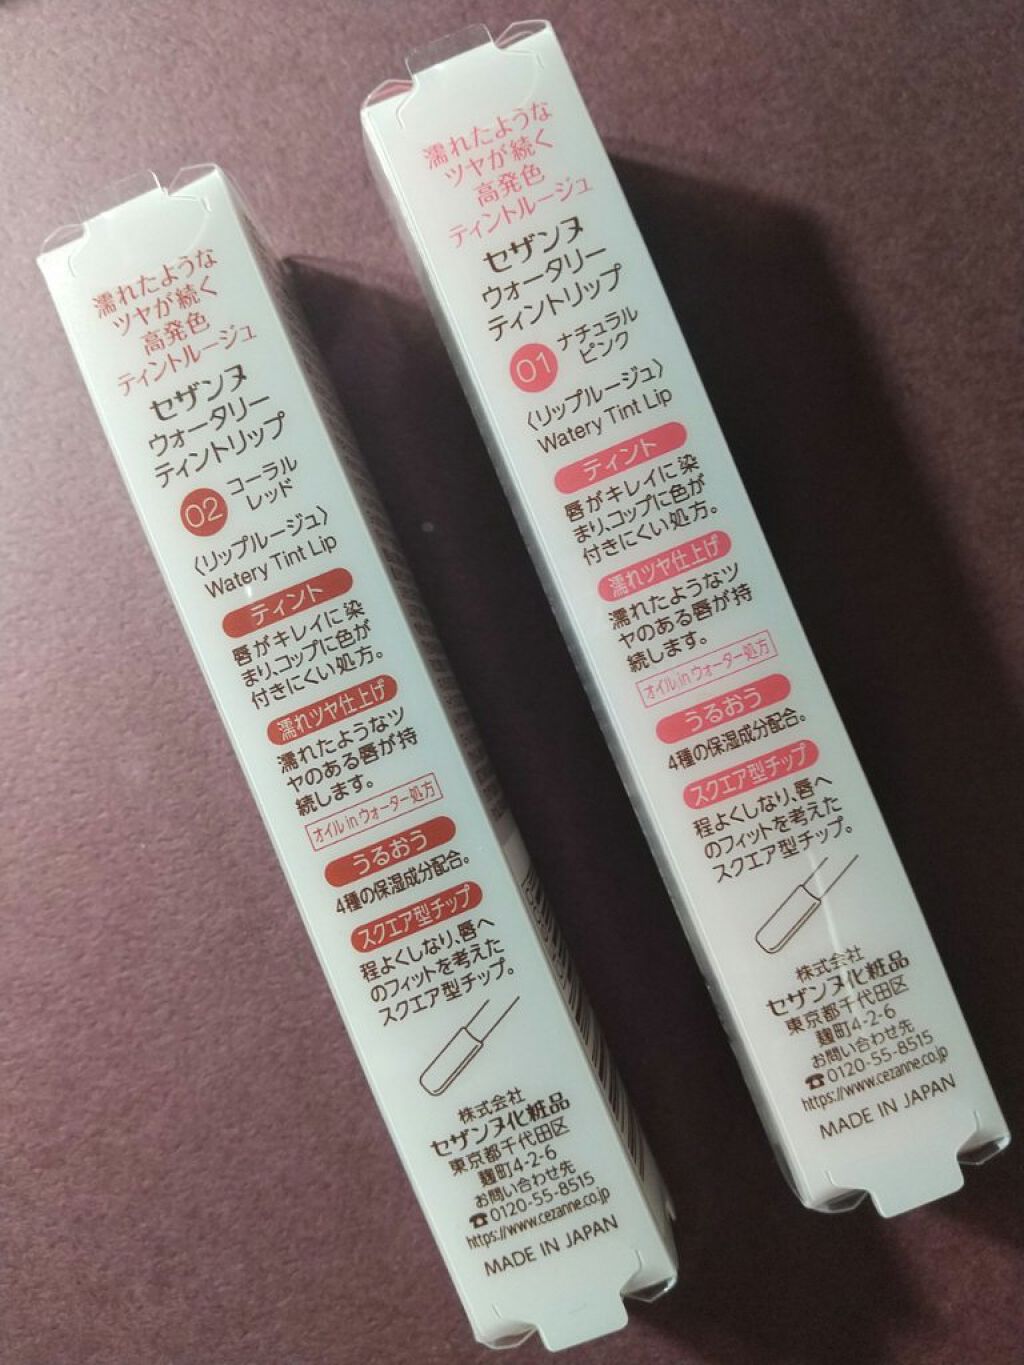 濡れたような
ツヤが続く
高発色
ティントルージュ
セザンヌ
ウォータリー
ティントリップ
02 コーラル
レッド
〈リップルージュ〉
Watery Tint Lip
ティント
唇がキレイに染
まり、コップに色が
付きにくい処方。
濡れツヤ仕上げ
濡れたようなツ
ヤのある唇が持
続します。
オイル in ウォーター処方
うるおう
4種の保湿成分配合。
スクエア型チップ
程よくしなり、唇へ
のフィットを考えた
スクエア型チップ。
株式会社
セザンヌ化粧品
東京都千代田区
麹町4-2-6
お問い合わせ先
☎0120-55-8515
https://www.cezanne.co.jp
MADE IN JAPAN
濡れたような
ツヤが続く
高発色
ティントルージュ
セザンヌ
ウォータリー
ティントリップ
01 ナチュラル
ピンク
〈リップルージュ〉
Watery Tint Lip
ティント
唇がキレイに染
まり、コップに色が
付きにくい処方。
濡れツヤ仕上げ
濡れたようなツ
ヤのある唇が持
続します。
オイル in ウォーター処方
うるおう
4種の保湿成分配合。
スクエア型チップ
程よくしなり、唇へ
のフィットを考えた
スクエア型チップ。
株式会社
セザンヌ化粧品
東京都千代田区
麹町4-2-6
お問い合わせ先
☎0120-55-8515
https://www.cezanne.co.jp
MADE IN JAPAN